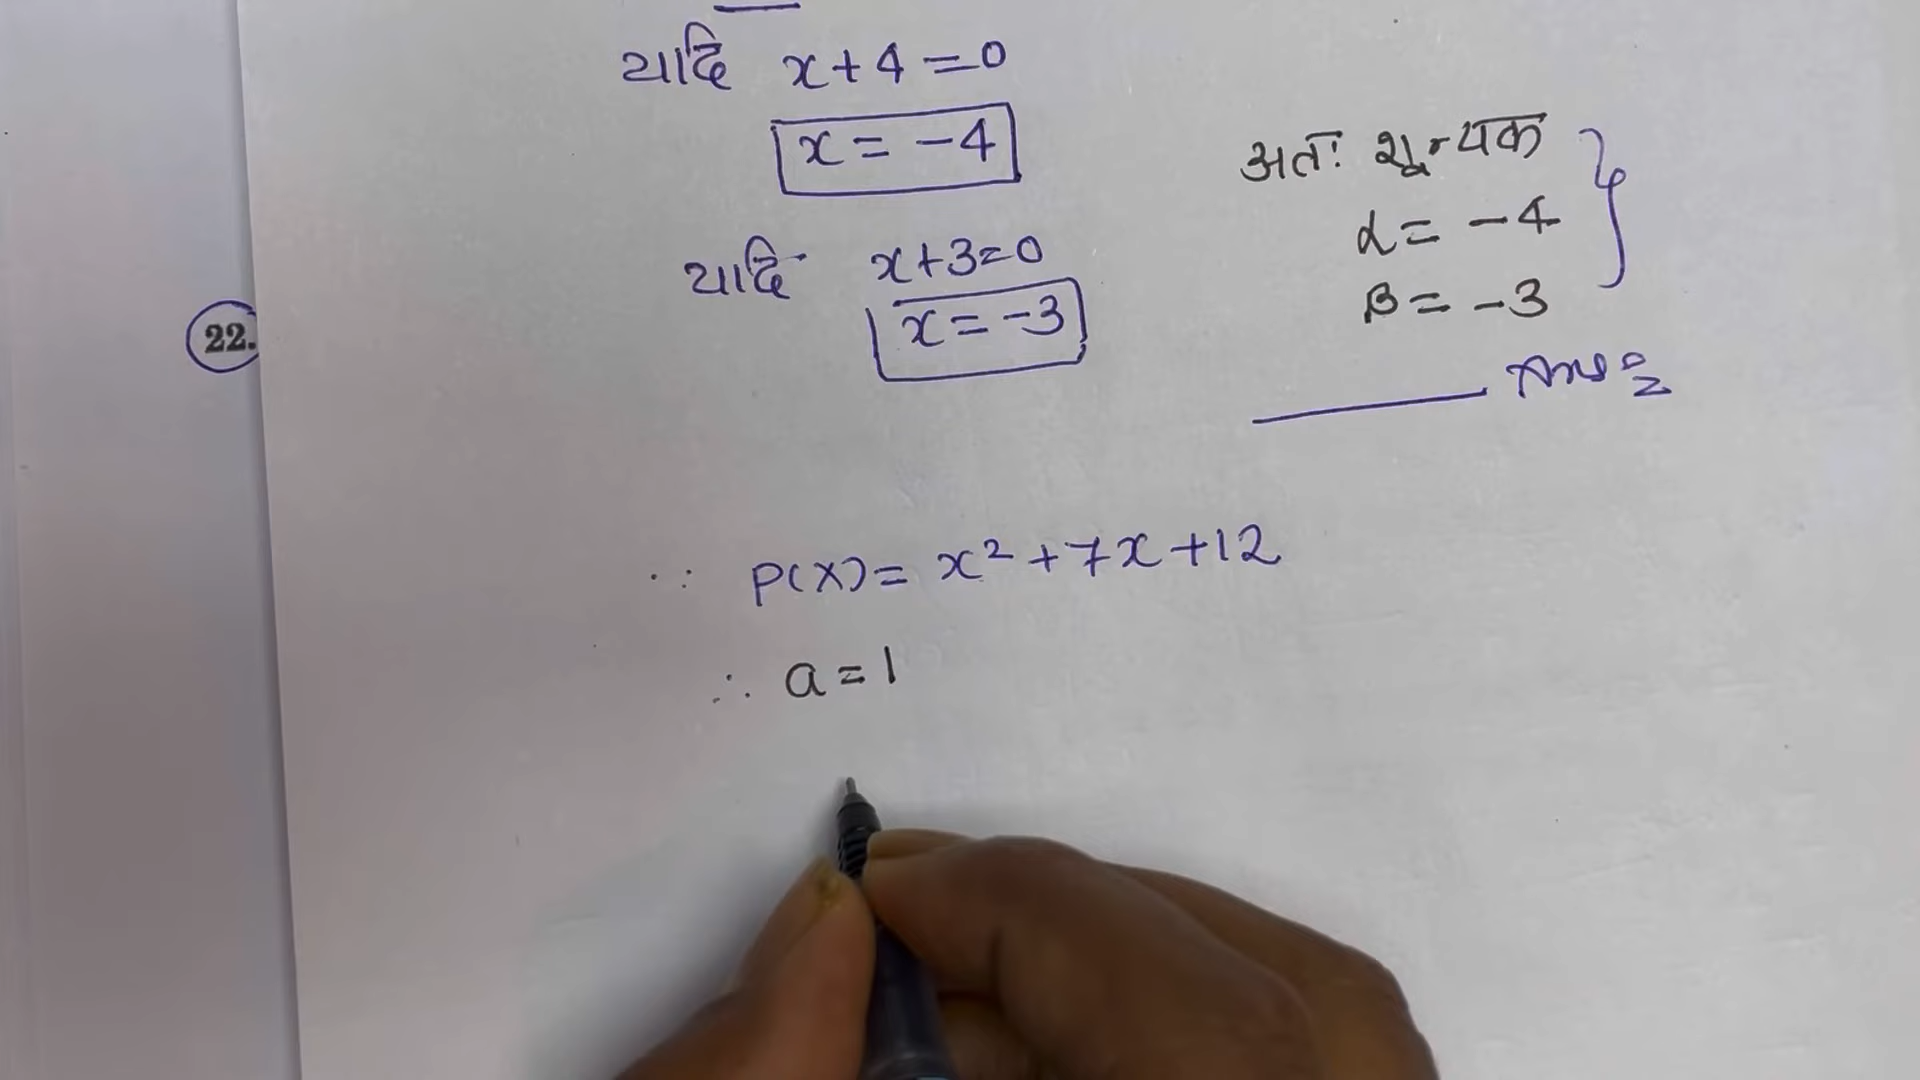 यदि x+4=0
x = -4
यदि x+3=0
x = -3
अतः शून्यक
α = -4
β = -3
Ans
22.
∵ P(X) = x² + 7x + 12
∴ a = 1